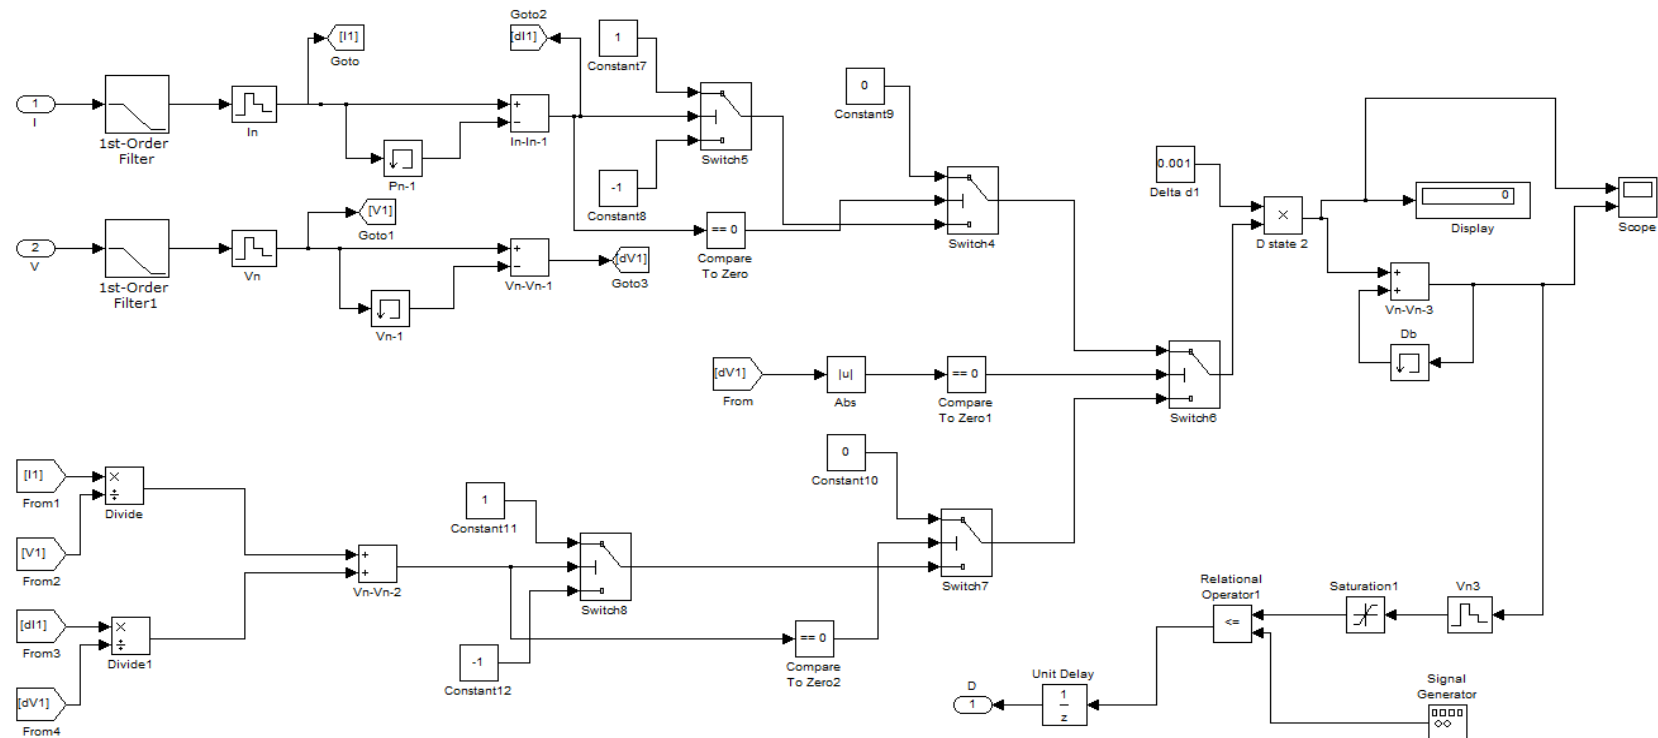 Goto2
[I1]
Goto
[dI1]
1
Constant7
0
Constant9
1
I
1st-Order
Filter
In
+
−
In-In-1
Switch5
Pn-1
-1
Constant8
0.001
Delta d1
Switch4
×
D state 2
0
Display
Scope
[V1]
Goto1
== 0
Compare
To Zero
2
V
1st-Order
Filter1
Vn
+
−
Vn-Vn-1
[dV1]
Goto3
Vn-1
+
+
Vn-Vn-3
Db
[dV1]
From
|u|
Abs
== 0
Compare
To Zero1
Switch6
0
Constant10
[I1]
From1
×
÷
Divide
1
Constant11
[V1]
From2
+
+
Vn-Vn-2
Switch8
Switch7
[dI1]
From3
×
÷
Divide1
-1
Constant12
== 0
Compare
To Zero2
[dV1]
From4
Relational
Operator1
<=
Saturation1
Vn3
D
1
Unit Delay
1
z
Signal
Generator